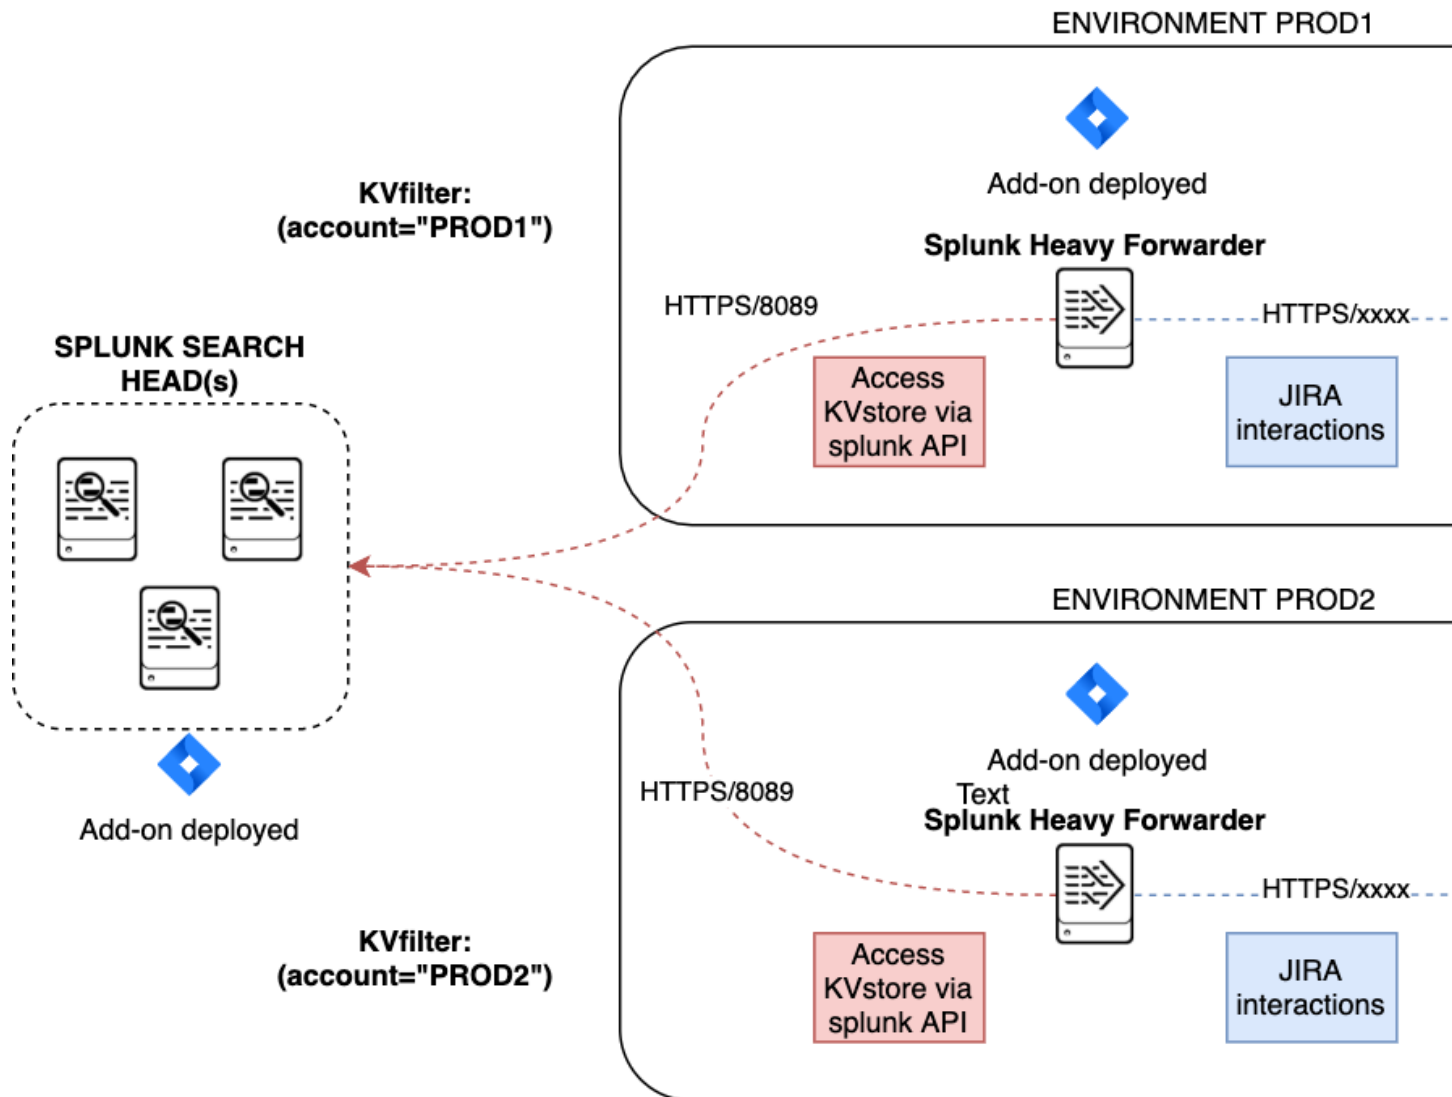 ENVIRONMENT PROD1
Add-on deployed
KVfilter:
(account="PROD1")
Splunk Heavy Forwarder
HTTPS/8089
HTTPS/xxxx
SPLUNK SEARCH
HEAD(s)
Access
KVstore via
splunk API
JIRA
interactions
ENVIRONMENT PROD2
Add-on deployed
HTTPS/8089
Text
Splunk Heavy Forwarder
Add-on deployed
HTTPS/xxxx
KVfilter:
(account="PROD2")
Access
KVstore via
splunk API
JIRA
interactions